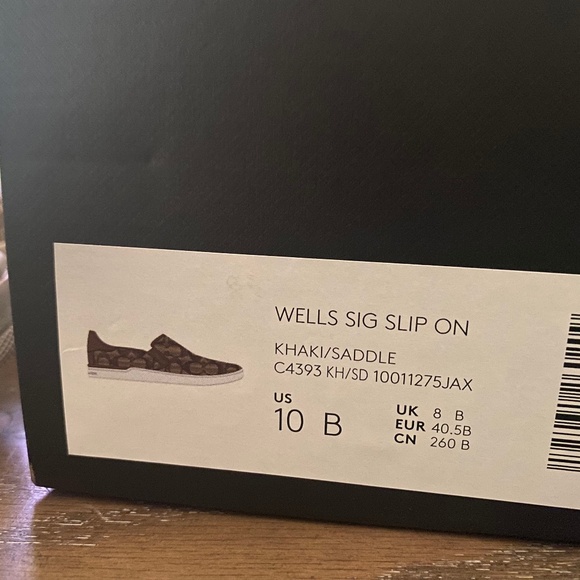 WELLS SIG SLIP ON
KHAKI/SADDLE
C4393 KH/SD 10011275JAX
US
10 B
UK 8 B
EUR 40.5B
CN 260 B